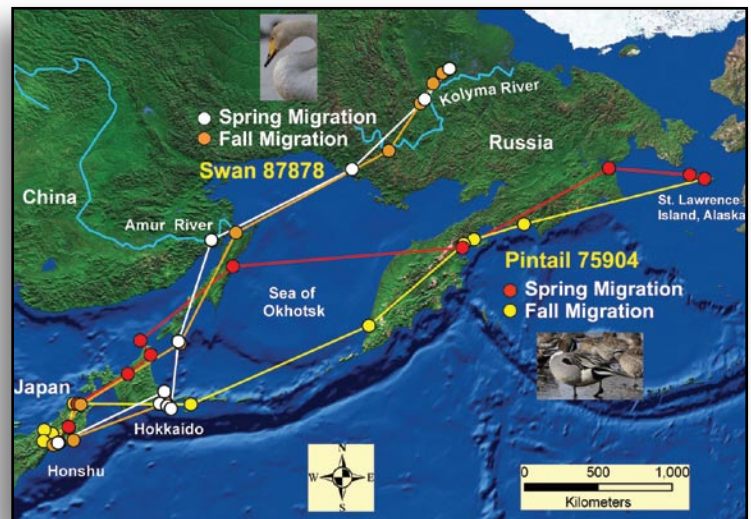 Kolyma River
Spring Migration
Fall Migration
Swan 87878
Russia
China
Amur River
St. Lawrence
Island, Alaska
Pintail 75904
Sea of
Okhotsk
Spring Migration
Fall Migration
Japan
Hokkaido
Honshu
N
W E
S
0 500 1,000
Kilometers